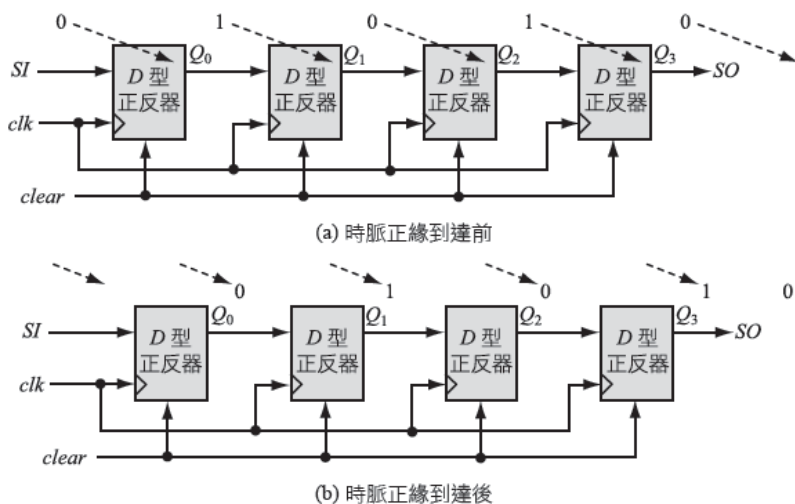 0 1 0 1 0
Q0 Q1 Q2 Q3
SI D 型 D 型 D 型 D 型 SO
正反器 正反器 正反器 正反器
clk
clear
(a) 時脈正緣到達前
0 1 0 1 0
Q0 Q1 Q2 Q3
SI D 型 D 型 D 型 D 型 SO
正反器 正反器 正反器 正反器
clk
clear
(b) 時脈正緣到達後